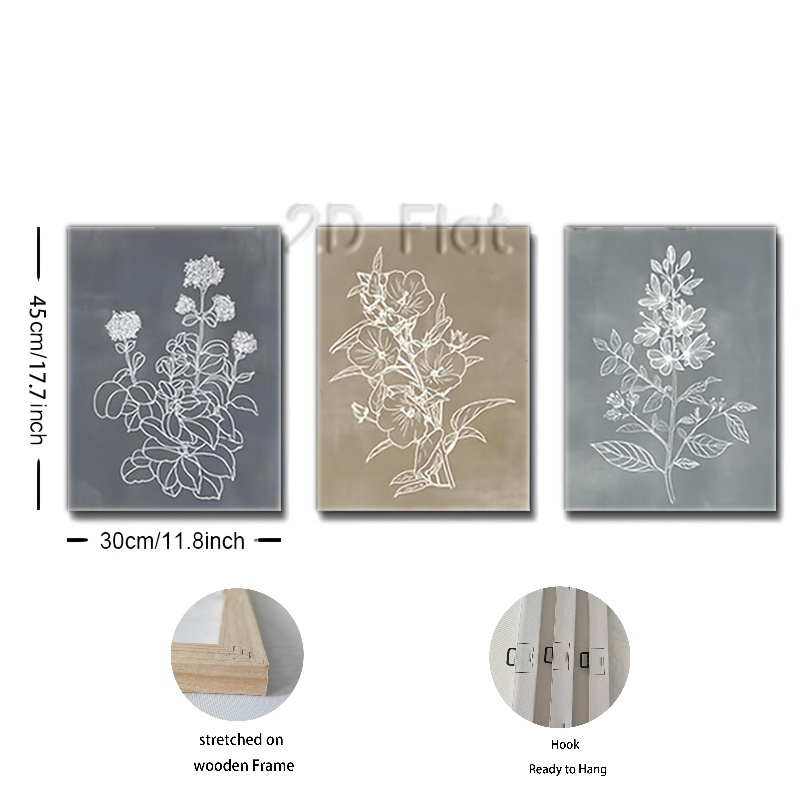 2D Flat
45cm/17.7inch
30cm/11.8inch
stretched on
wooden Frame
Hook
Ready to Hang